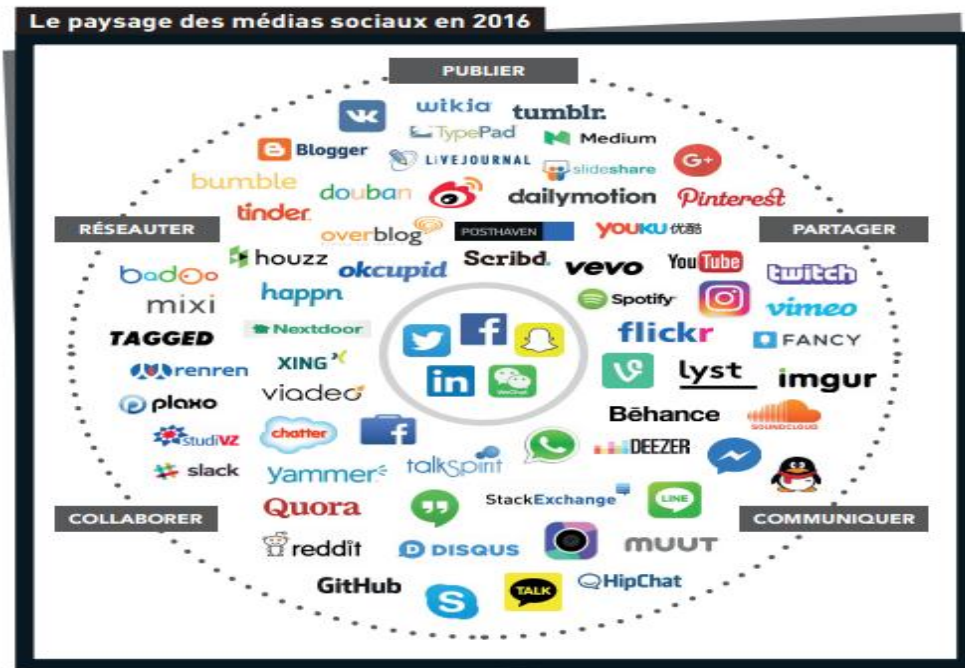 Le paysage des médias sociaux en 2016
PUBLIER
wikia tumblr.
TypePad Medium
Blogger LIVEJOURNAL slideshare G+
bumble douban dailymotion Pinterest
tinder
RÉSEAUTER overblog POSTHAVEN YOUKU 优酷 PARTAGER
houzz okcupid Scribd. vevo YouTube twitch
badoo
mixi happn Spotify vimeo
TAGGED Nextdoor flickr FANCY
renren XING in WeChat lyst imgur
plaxo viadeo Bēhance SOUNDCLOUD
studiVZ chatter DEEZER
slack yammer talkspirit
Quora StackExchange LINE
COLLABORER COMMUNIQUER
reddit DISQUS MUUT
GitHub TALK HipChat